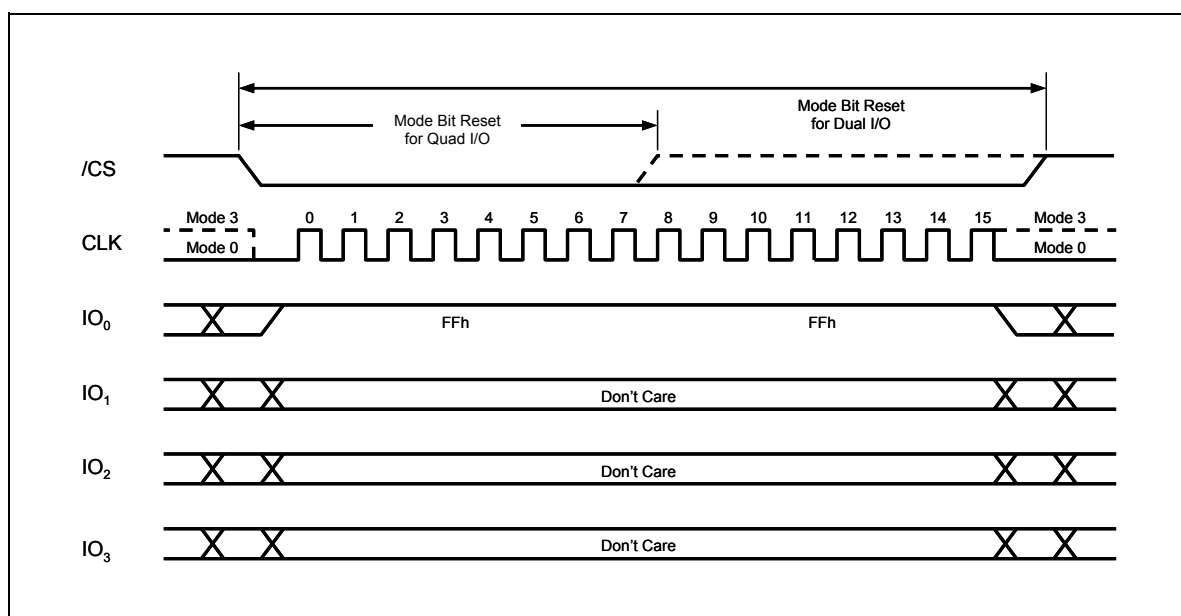 Mode Bit Reset
for Dual I/O
Mode Bit Reset
for Quad I/O
/CS
Mode 3
0 1 2 3 4 5 6 7 8 9 10 11 12 13 14 15
Mode 3
CLK
Mode 0
Mode 0
IO₀
FFh
FFh
IO₁
Don't Care
IO₂
Don't Care
IO₃
Don't Care